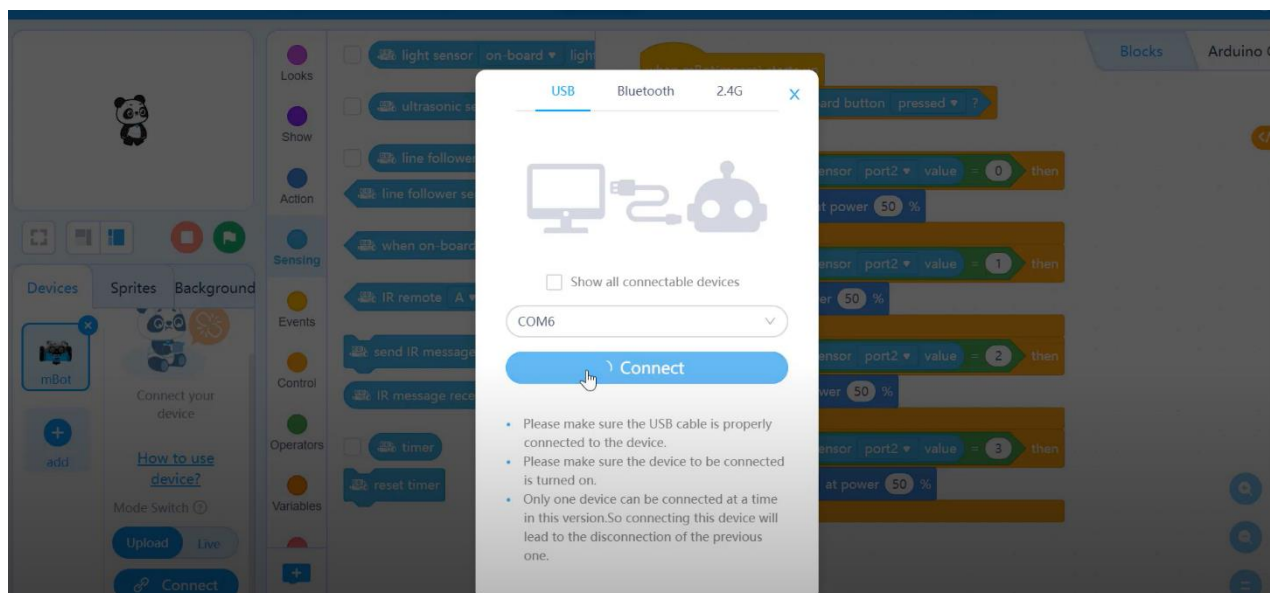 Blocks
Arduino
Looks
Show
Action
Sensing
Events
Control
Operators
Variables
light sensor on-board ligh
ultrasonic se
line follower
line follower se
when on-board
IR remote A
send IR message
IR message rece
timer
reset timer
ard button pressed ?
ensor port2 value = 0 then
t power 50 %
ensor port2 value = 1 then
er 50 %
ensor port2 value = 2 then
wer 50 %
ensor port2 value = 3 then
at power 50 %
Devices
Sprites
Background
mBot
add
Connect your
device
How to use
device?
Mode Switch ?
Upload
Live
Connect
USB
Bluetooth
2.4G
X
Show all connectable devices
COM6
Connect
Please make sure the USB cable is properly
connected to the device.
Please make sure the device to be connected
is turned on.
Only one device can be connected at a time
in this version.So connecting this device will
lead to the disconnection of the previous
one.